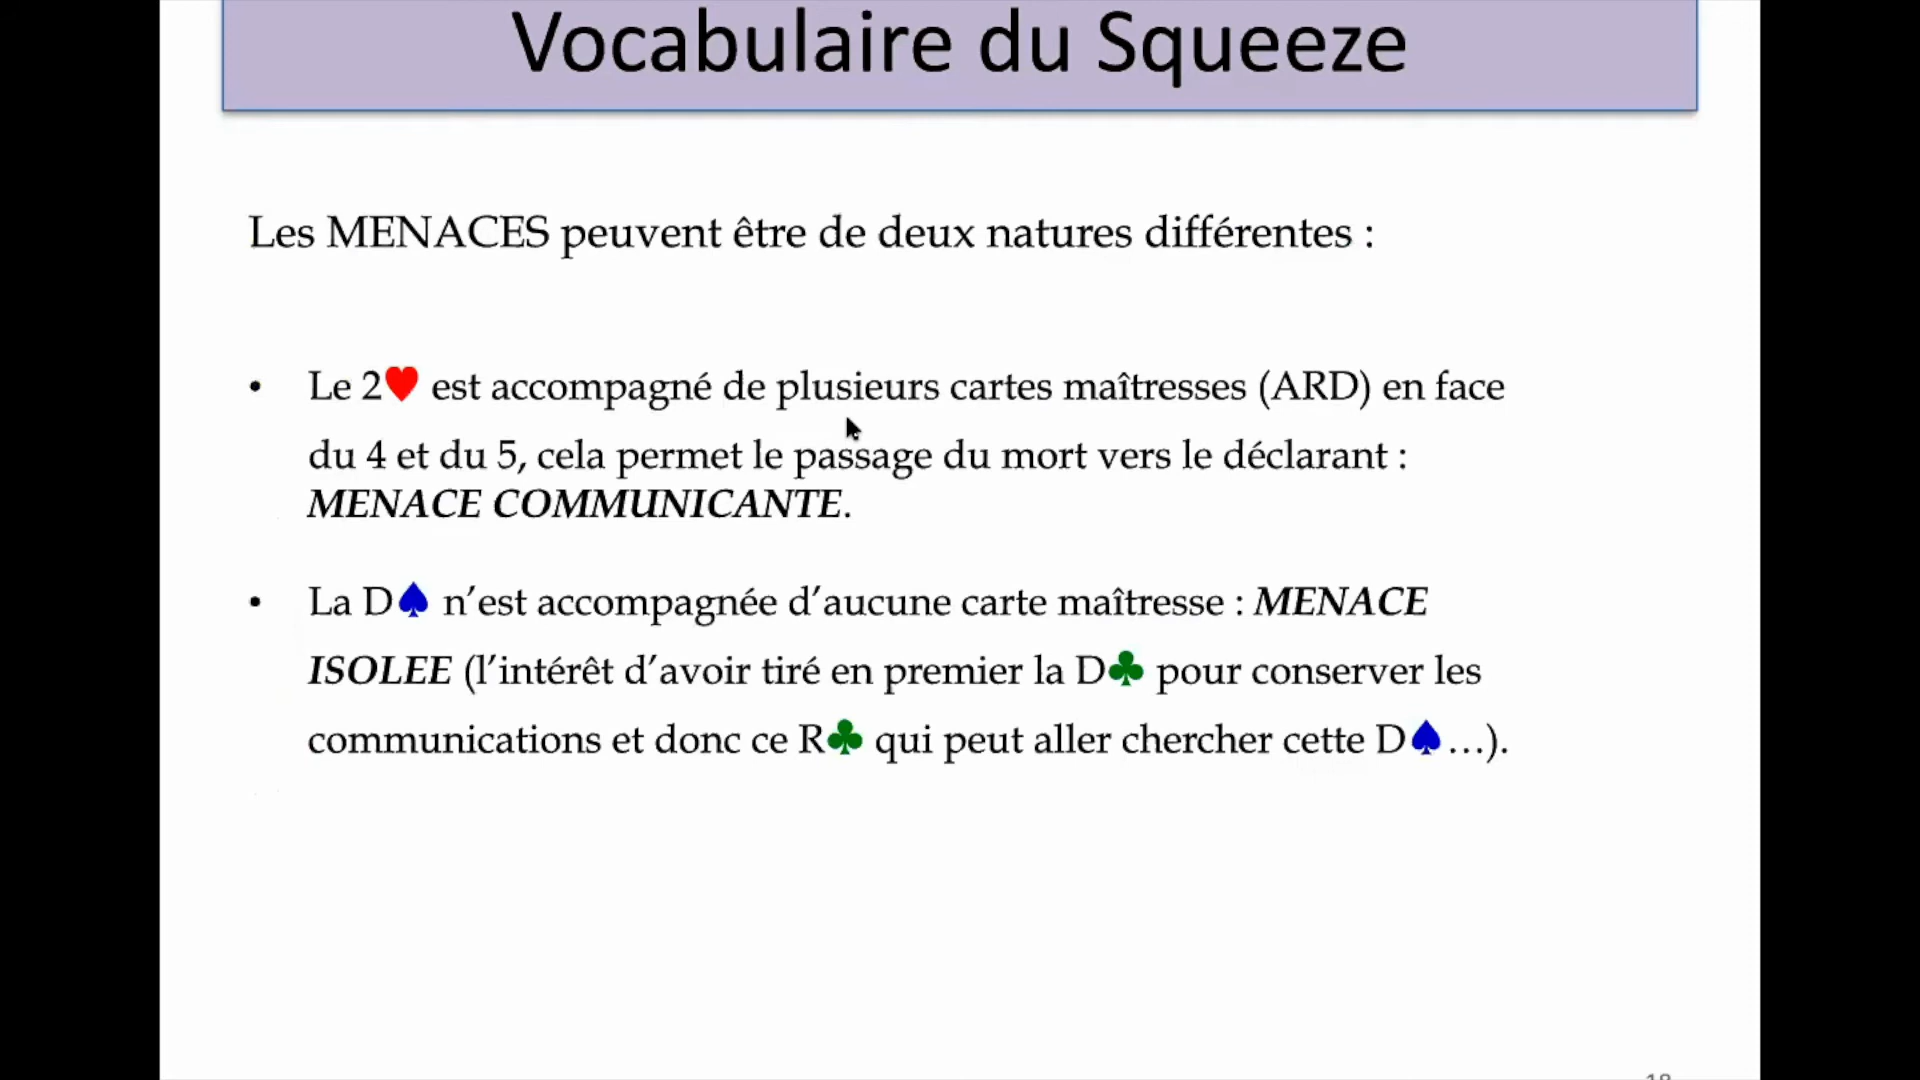 Vocabulaire du Squeeze
Les MENACES peuvent être de deux natures différentes :
• Le 2♥ est accompagné de plusieurs cartes maîtresses (ARD) en face
du 4 et du 5, cela permet le passage du mort vers le déclarant :
MENACE COMMUNICANTE.
• La D♠ n’est accompagnée d’aucune carte maîtresse : MENACE
ISOLEE (l’intérêt d’avoir tiré en premier la D♣ pour conserver les
communications et donc ce R♣ qui peut aller chercher cette D♠…).